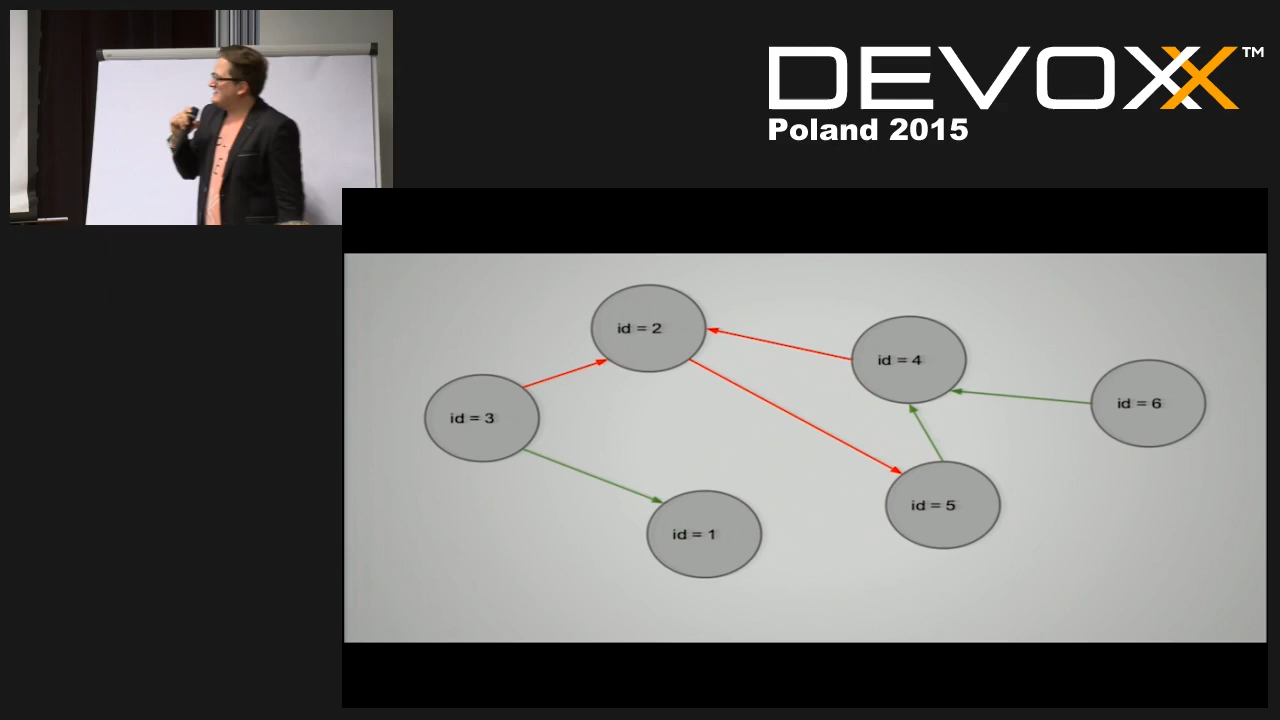 DEVOXX™
Poland 2015
id = 2
id = 4
id = 6
id = 3
id = 5
id = 1